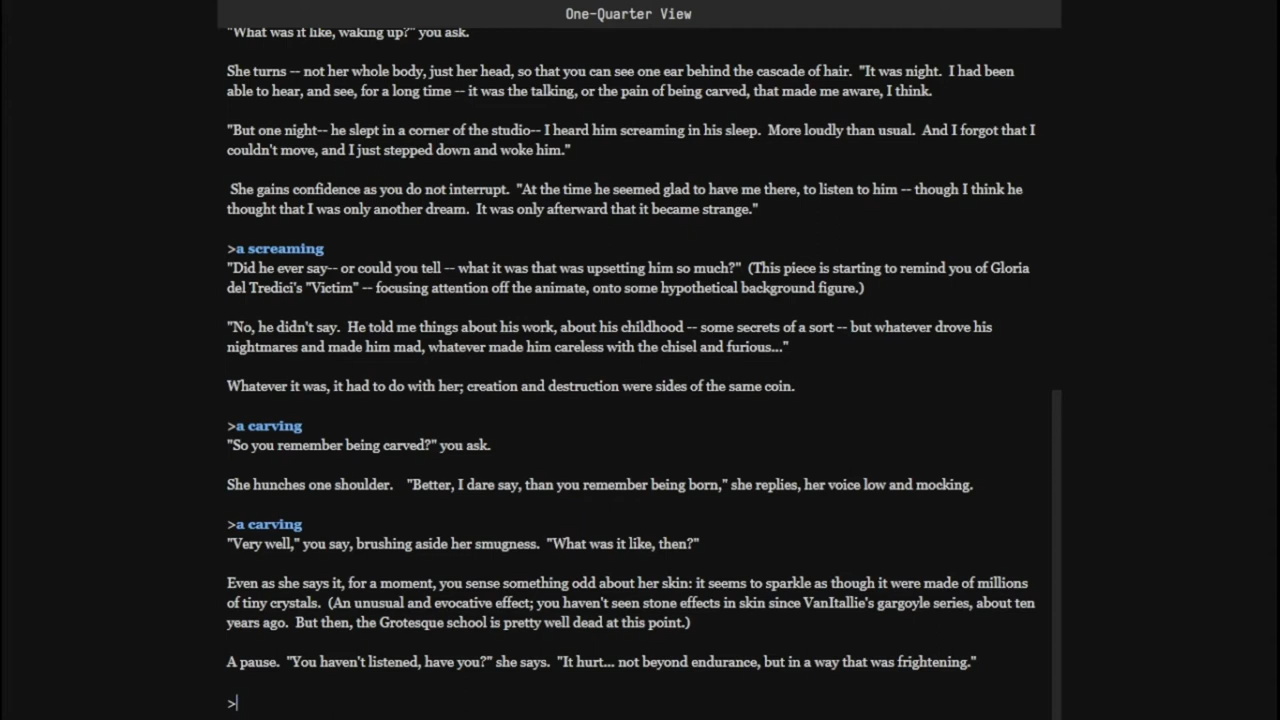 One-Quarter View
"What was it like, waking up?" you ask.
She turns -- not her whole body, just her head, so that you can see one ear behind the cascade of hair.  "It was night.  I had been
able to hear, and see, for a long time -- it was the talking, or the pain of being carved, that made me aware, I think.
"But one night-- he slept in a corner of the studio-- I heard him screaming in his sleep.  More loudly than usual.  And I forgot that I
couldn't move, and I just stepped down and woke him."
She gains confidence as you do not interrupt.  "At the time he seemed glad to have me there, to listen to him -- though I think he
thought that I was only another dream.  It was only afterward that it became strange."
>a screaming
"Did he ever say-- or could you tell -- what it was that was upsetting him so much?"  (This piece is starting to remind you of Gloria
del Tredici's "Victim" -- focusing attention off the animate, onto some hypothetical background figure.)
"No, he didn't say.  He told me things about his work, about his childhood -- some secrets of a sort -- but whatever drove his
nightmares and made him mad, whatever made him careless with the chisel and furious..."
Whatever it was, it had to do with her; creation and destruction were sides of the same coin.
>a carving
"So you remember being carved?" you ask.
She hunches one shoulder.   "Better, I dare say, than you remember being born," she replies, her voice low and mocking.
>a carving
"Very well," you say, brushing aside her smugness.  "What was it like, then?"
Even as she says it, for a moment, you sense something odd about her skin: it seems to sparkle as though it were made of millions
of tiny crystals.  (An unusual and evocative effect; you haven't seen stone effects in skin since VanItallie's gargoyle series, about ten
years ago.  But then, the Grotesque school is pretty well dead at this point.)
A pause.  "You haven't listened, have you?" she says.  "It hurt... not beyond endurance, but in a way that was frightening."
>